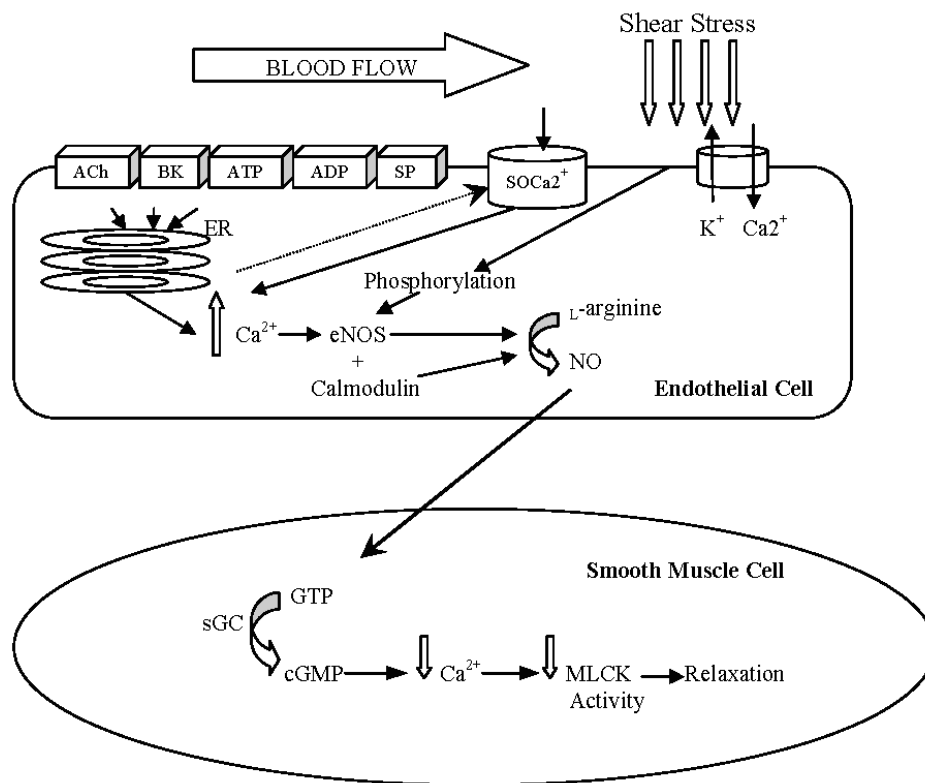 Shear Stress
BLOOD FLOW
ACh
BK
ATP
ADP
SP
SOCa2⁺
K⁺
Ca2⁺
ER
Phosphorylation
Ca²⁺
eNOS
L-arginine
+
NO
Calmodulin
Endothelial Cell
Smooth Muscle Cell
GTP
sGC
cGMP
Ca²⁺
MLCK
Activity
Relaxation